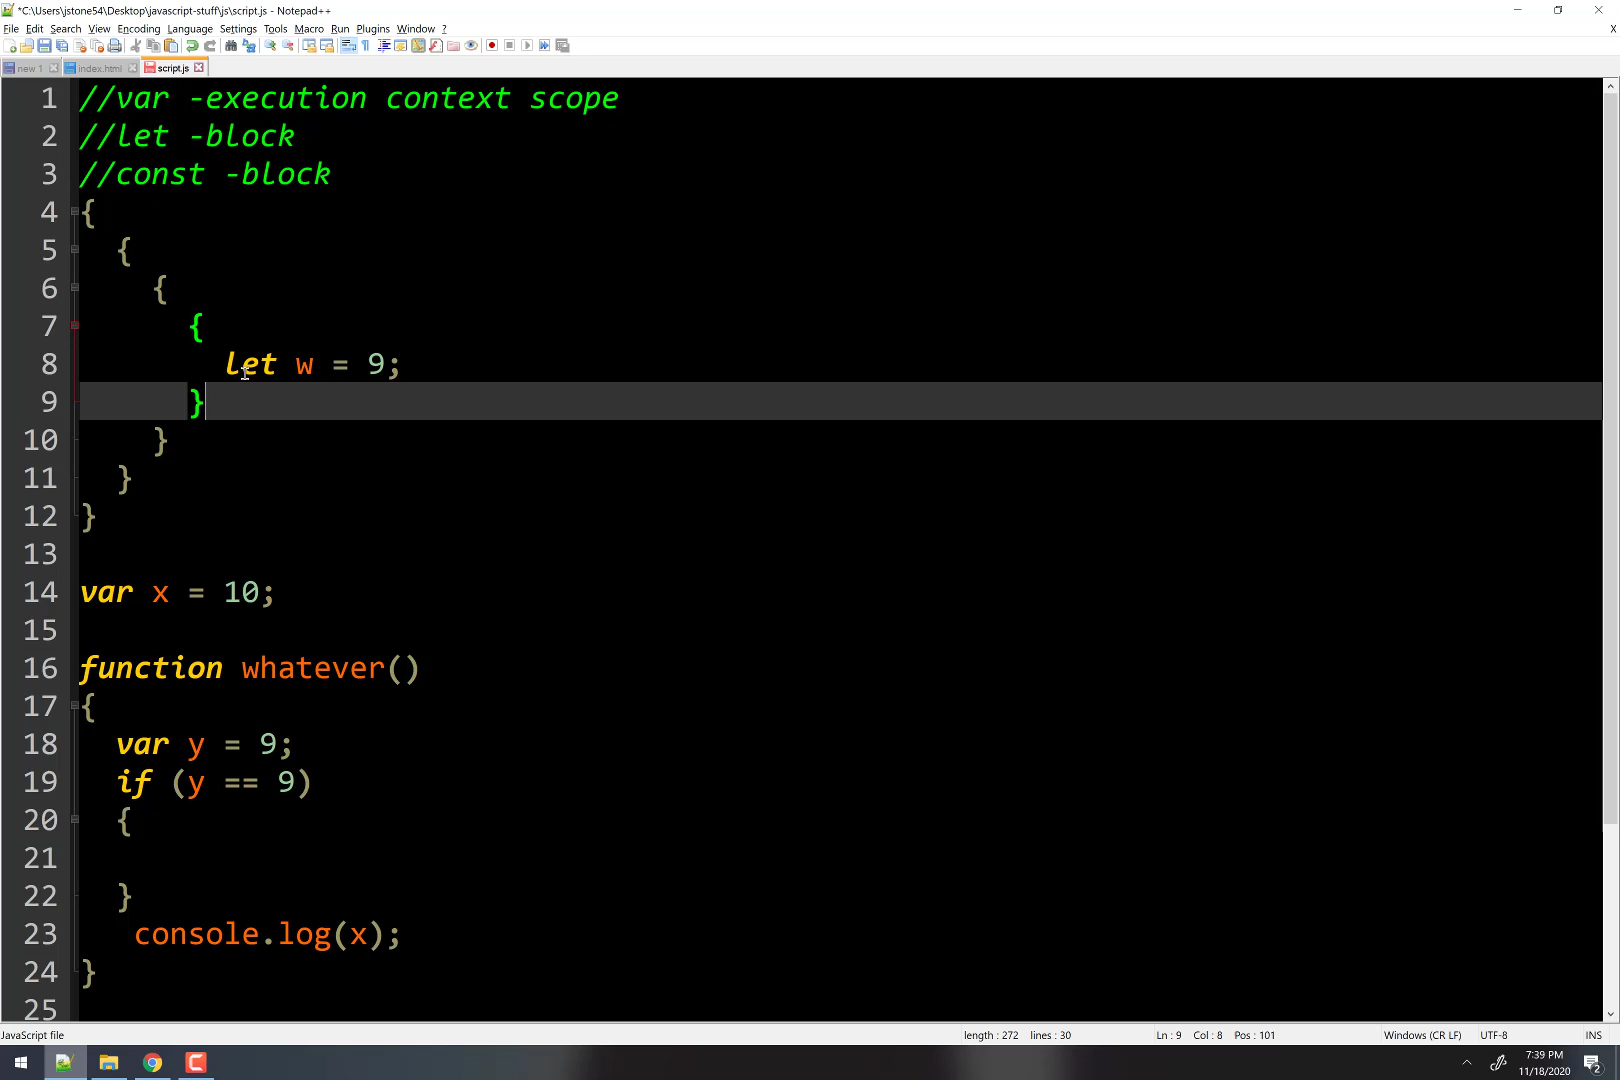 *C:\Users\jstone54\Desktop\javascript-stuff\js\script.js - Notepad++
File Edit Search View Encoding Language Settings Tools Macro Run Plugins Window ? X
new 1 index.html script.js
1 //var -execution context scope
2 //let -block
3 //const -block
4 {
5 {
6 {
7 {
8 let w = 9;
9 }
10 }
11 }
12 }
13
14 var x = 10;
15
16 function whatever()
17 {
18 var y = 9;
19 if (y == 9)
20 {
21
22 }
23 console.log(x);
24 }
25
JavaScript file length : 272 lines : 30 Ln : 9 Col : 8 Pos : 101 Windows (CR LF) UTF-8 INS
7:39 PM
11/18/2020
2